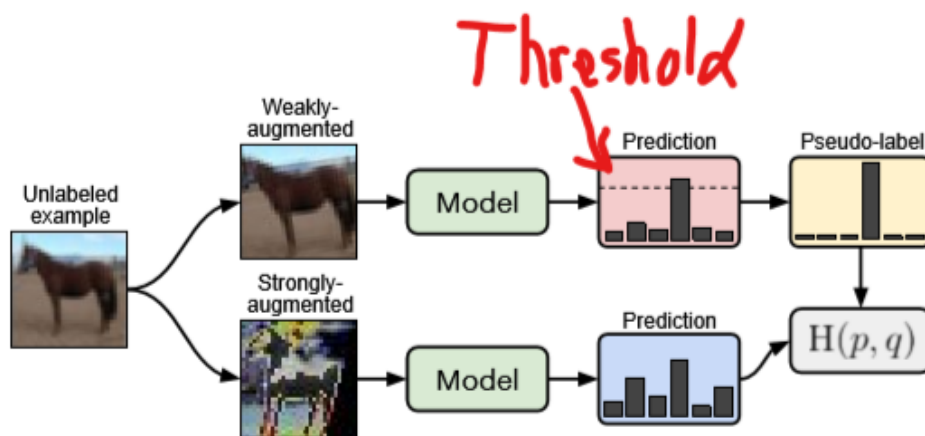 Threshold
Weakly-
augmented
Prediction
Pseudo-label
Unlabeled
example
Model
Strongly-
augmented
Prediction
Model
H(p, q)